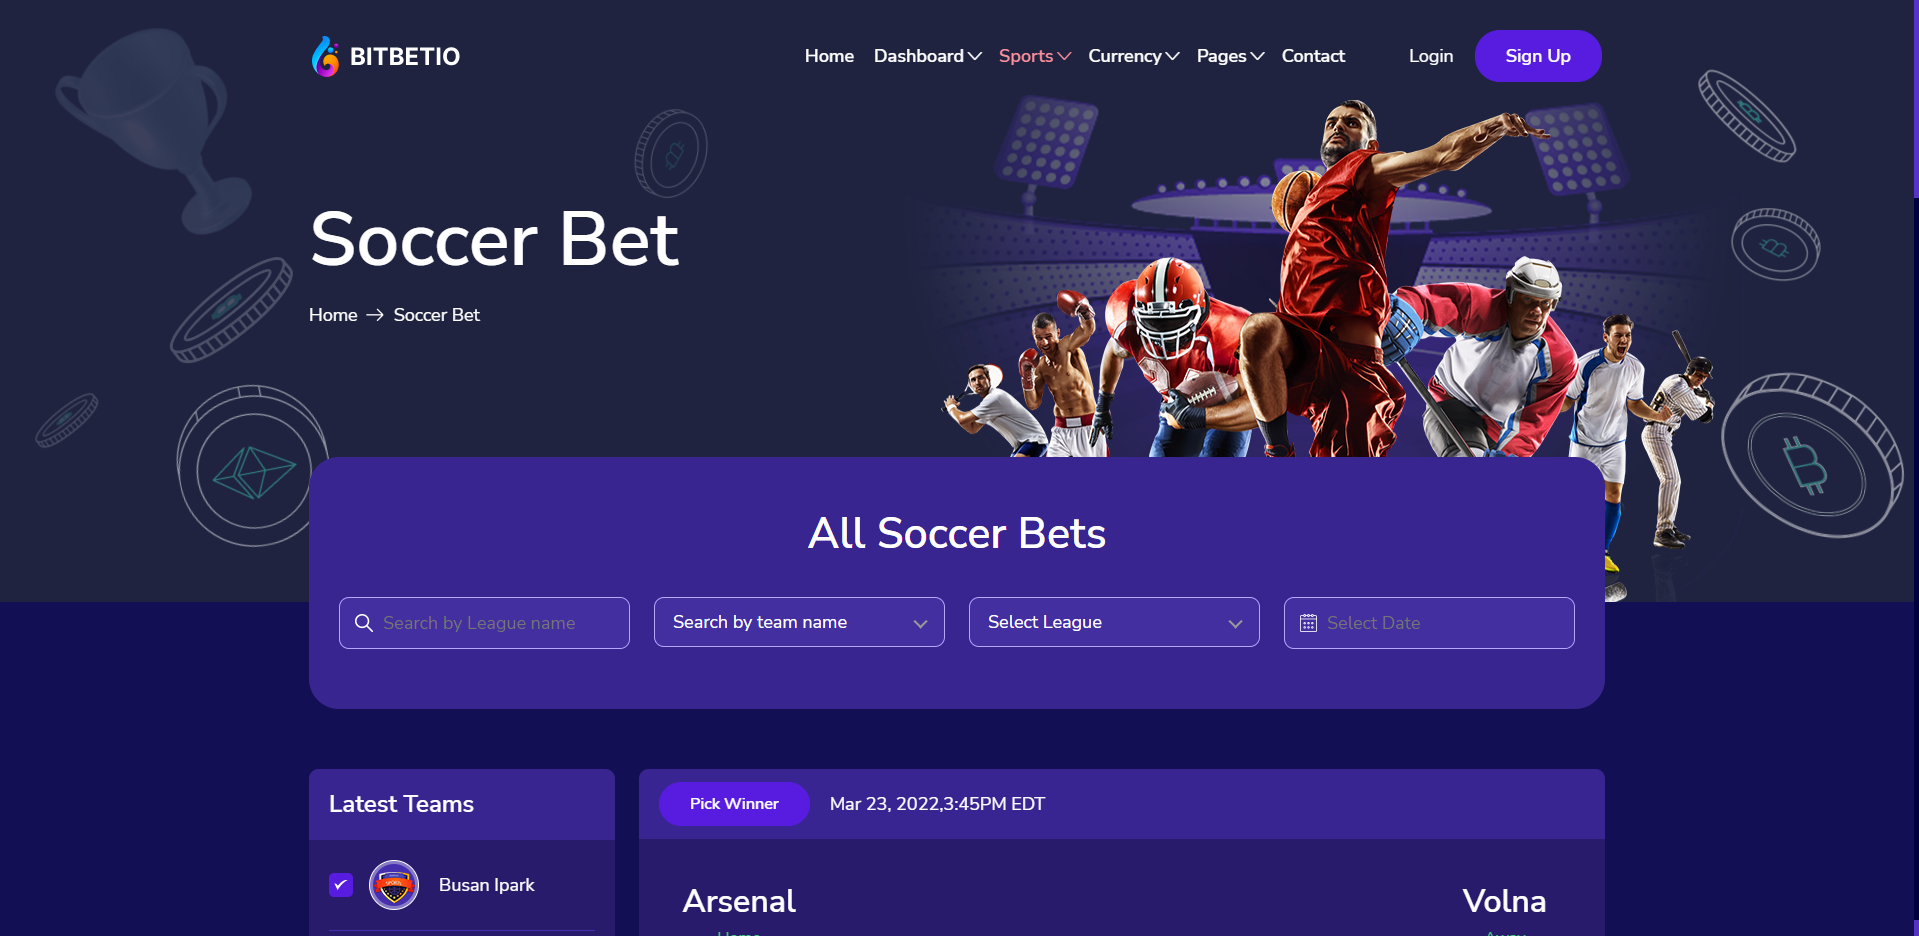 BITBETIO
Home Dashboard Sports Currency Pages Contact Login Sign Up
Soccer Bet
Home → Soccer Bet
All Soccer Bets
Search by League name Search by team name Select League Select Date
Latest Teams
Pick Winner Mar 23, 2022,3:45PM EDT
Busan Ipark
Arsenal Volna